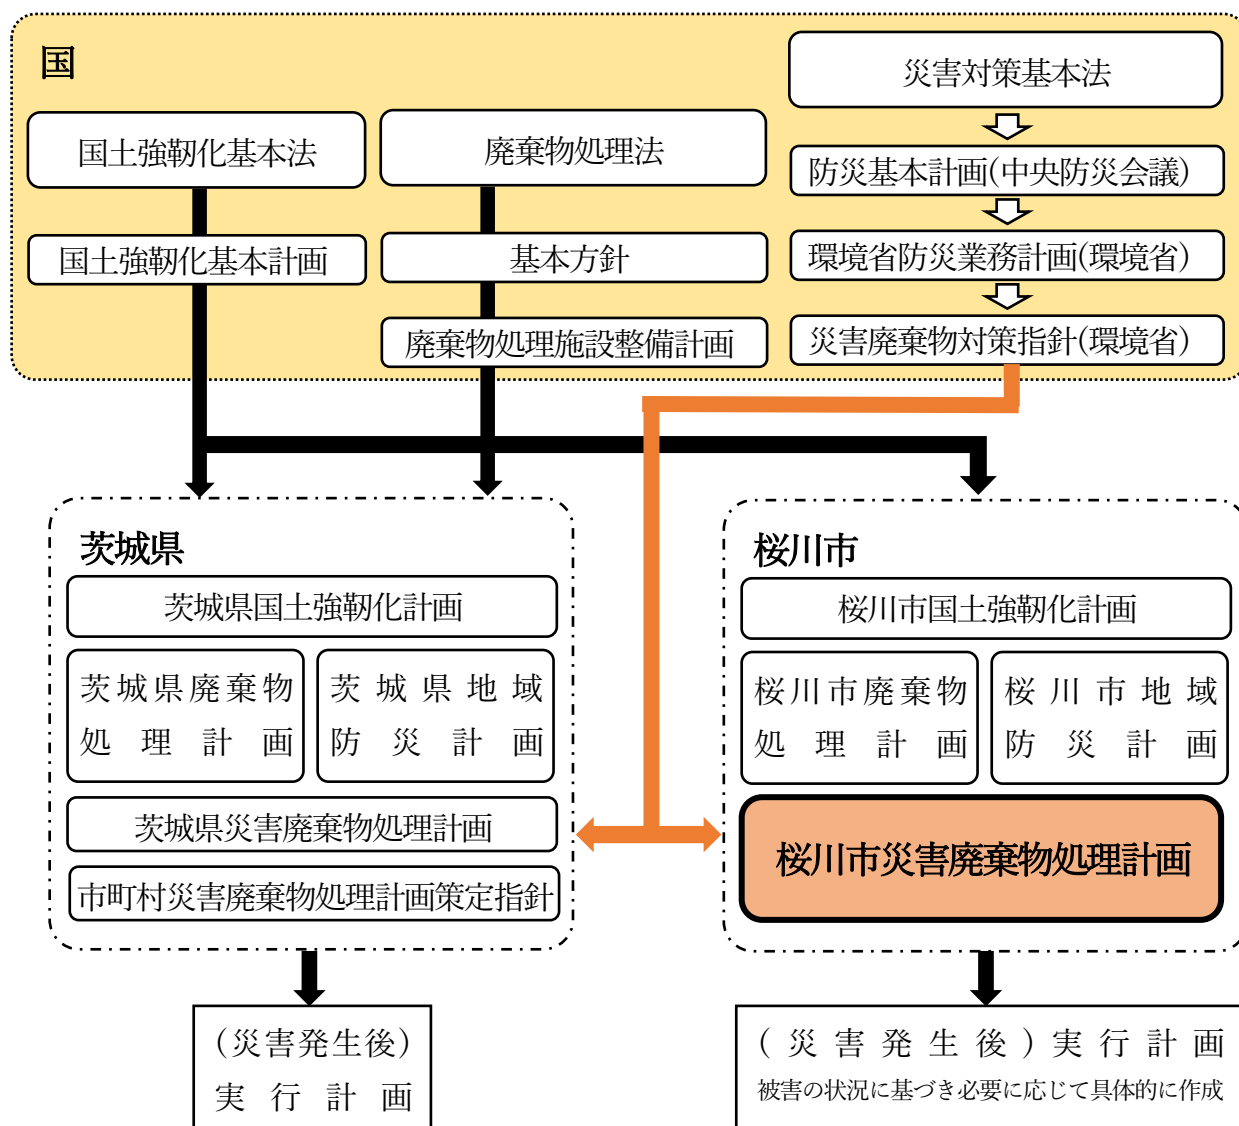 国
災害対策基本法
国土強靭化基本法
廃棄物処理法
防災基本計画(中央防災会議)
国土強靭化基本計画
基本方針
環境省防災業務計画(環境省)
廃棄物処理施設整備計画
災害廃棄物対策指針(環境省)
茨城県
茨城県国土強靭化計画
茨城県廃棄物
処理計画
茨城県地域
防災計画
茨城県災害廃棄物処理計画
市町村災害廃棄物処理計画策定指針
(災害発生後)
実行計画
桜川市
桜川市国土強靭化計画
桜川市廃棄物
処理計画
桜川市地域
防災計画
桜川市災害廃棄物処理計画
(災害発生後)実行計画
被害の状況に基づき必要に応じて具体的に作成